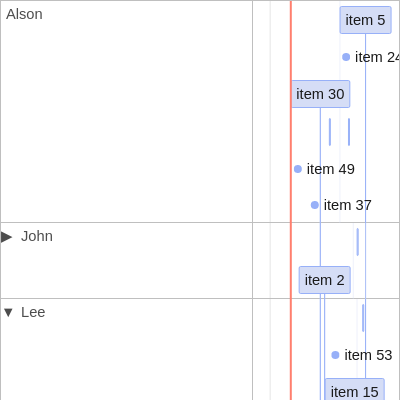 Alson
item 5
item 24
item 30
item 49
item 37
▶ John
item 2
▼ Lee
item 53
item 15